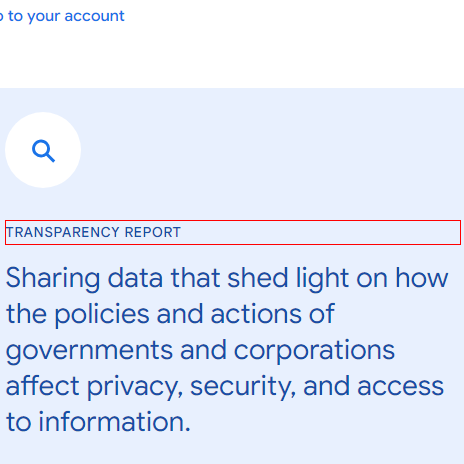 to your account
TRANSPARENCY REPORT
Sharing data that shed light on how
the policies and actions of
governments and corporations
affect privacy, security, and access
to information.